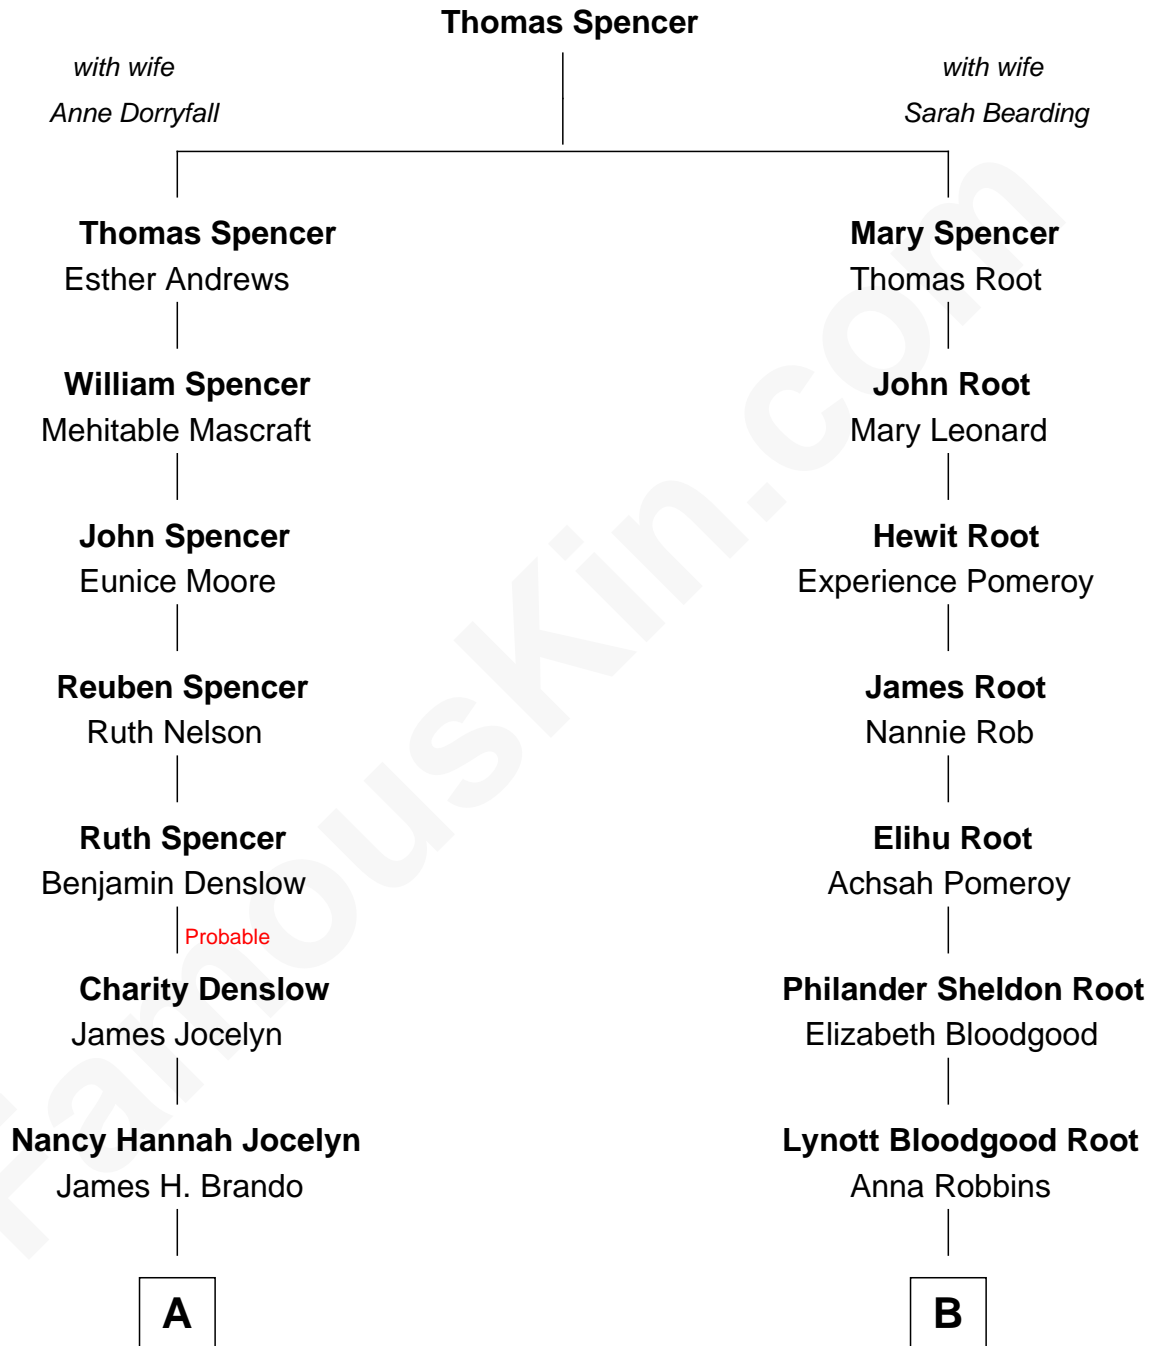 Thomas Spencer
with wife
Anne Dorryfall
with wife
Sarah Bearding
Thomas Spencer
Esther Andrews
Mary Spencer
Thomas Root
William Spencer
Mehitable Mascraft
John Root
Mary Leonard
John Spencer
Eunice Moore
Hewit Root
Experience Pomeroy
Reuben Spencer
Ruth Nelson
James Root
Nannie Rob
Ruth Spencer
Benjamin Denslow
Elihu Root
Achsah Pomeroy
Probable
Charity Denslow
James Jocelyn
Philander Sheldon Root
Elizabeth Bloodgood
Nancy Hannah Jocelyn
James H. Brando
Lynott Bloodgood Root
Anna Robbins
A
B
FamousKin.com